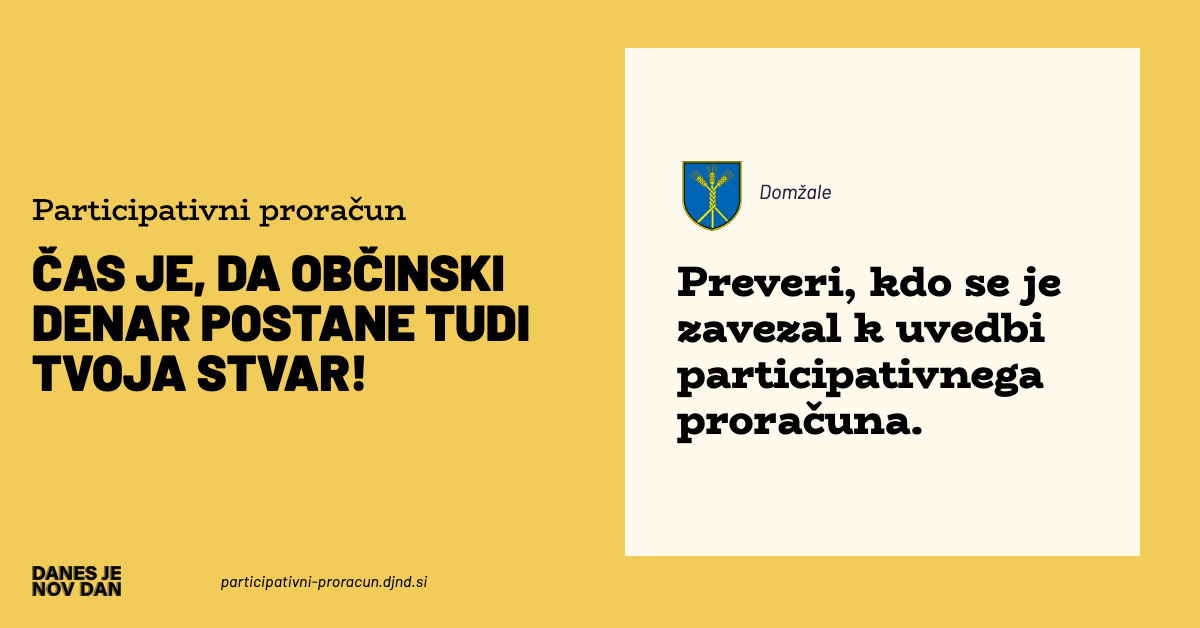 Participativni proračun
ČAS JE, DA OBČINSKI
DENAR POSTANE TUDI
TVOJA STVAR!
DANES JE
NOV DAN
participativni-proracun.djnd.si
Domžale
Preveri, kdo se je
zavezal k uvedbi
participativnega
proračuna.